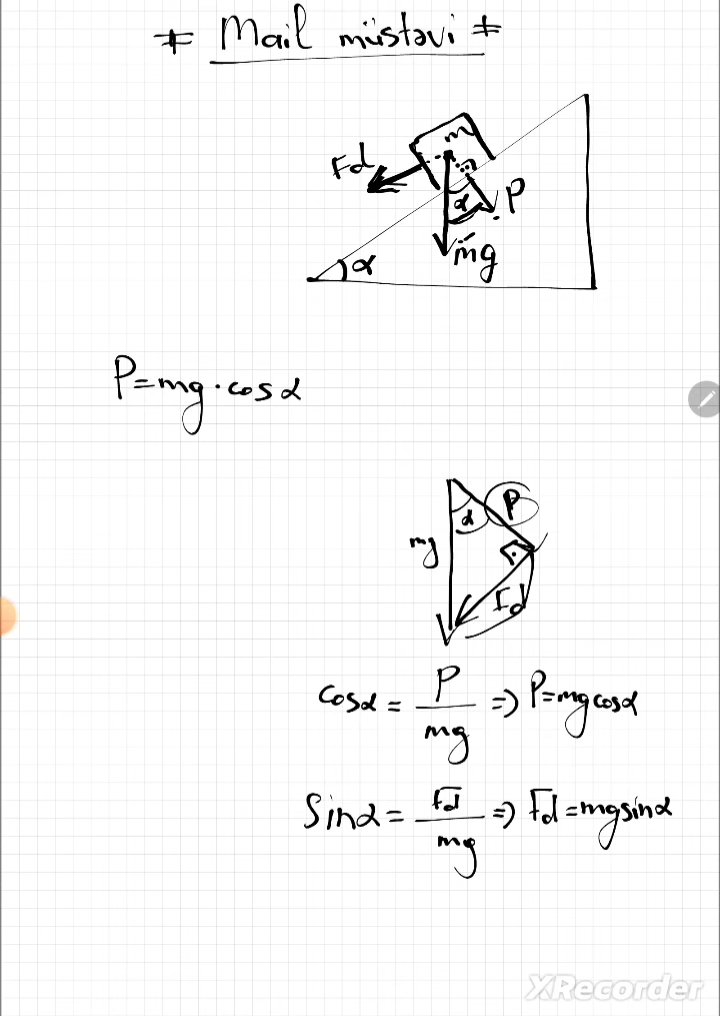 * Mail müstəvi *
m
Fd
α
P
mg
α
P=mg·cosα
P
α
mg
Fd
cosα = P/mg => P=mgcosα
Sinα = Fd/mg => Fd=mgsinα
XRecorder